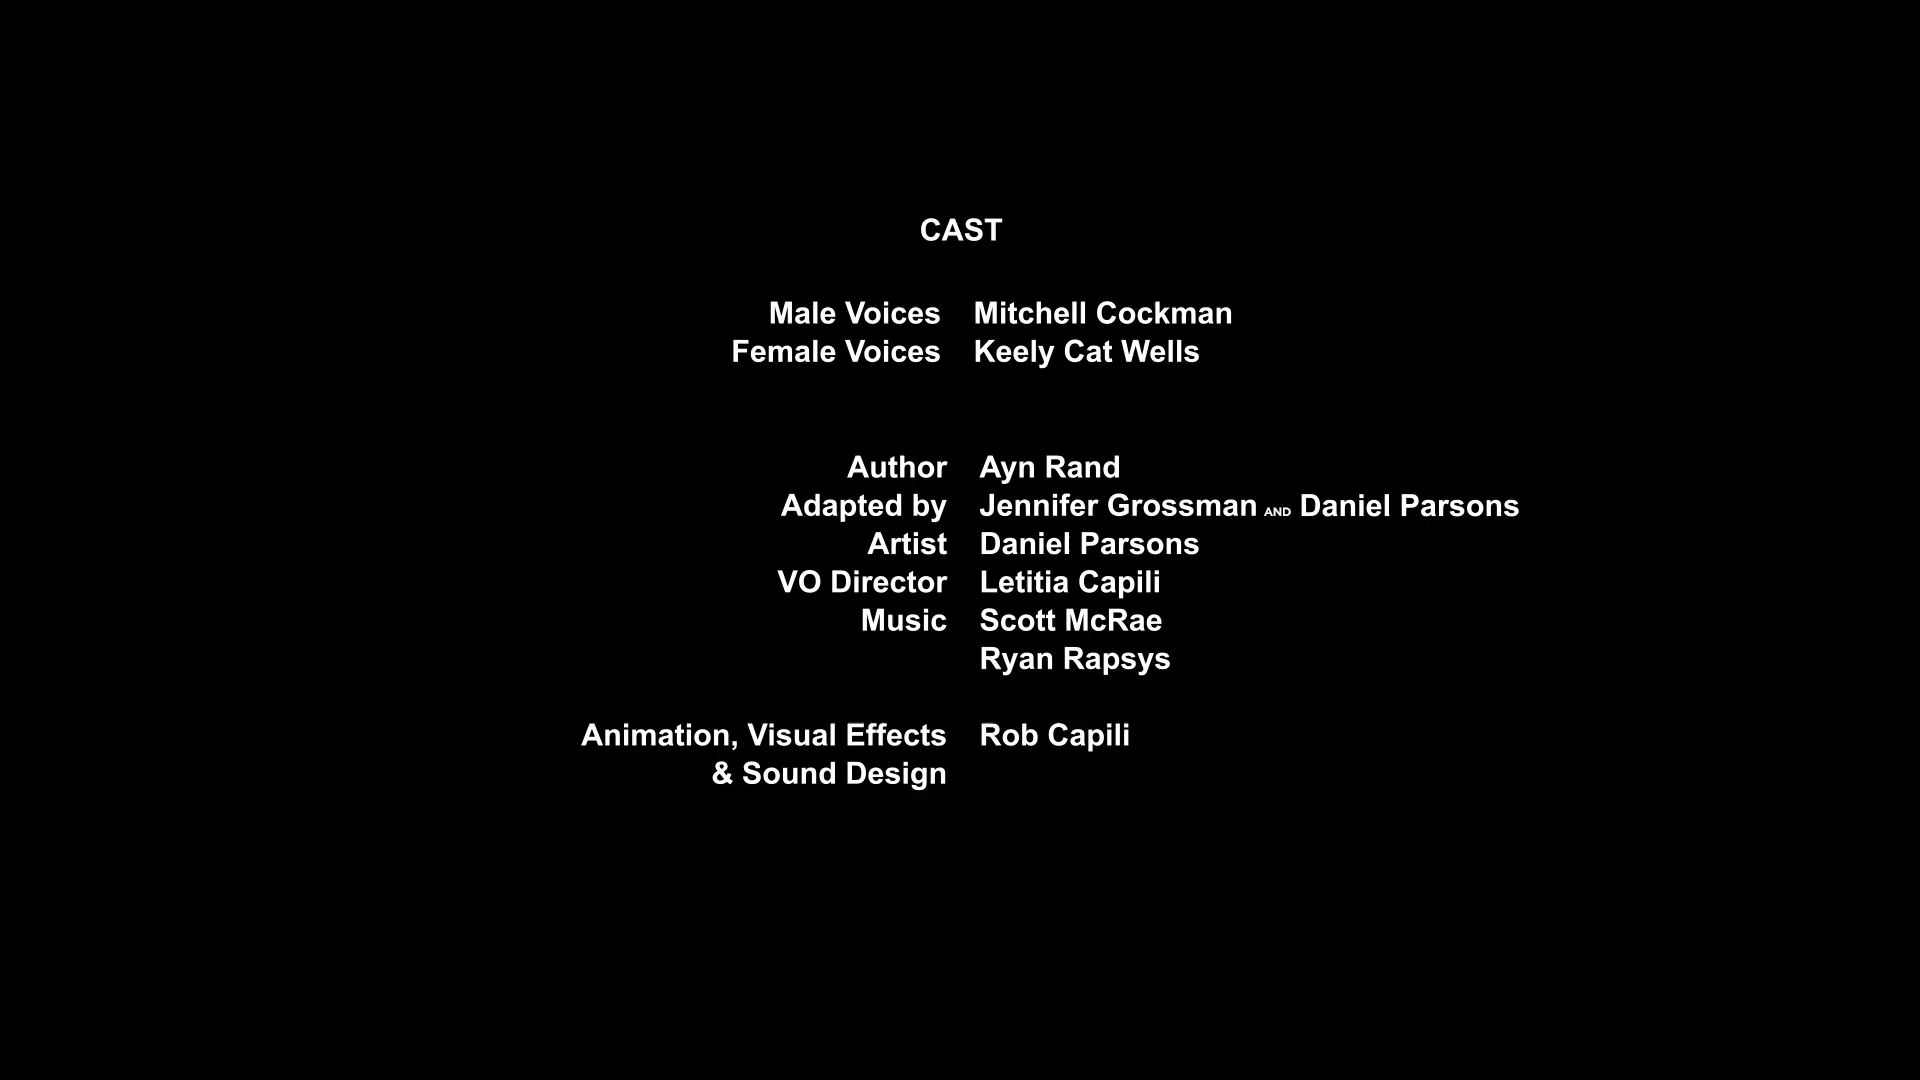 CAST
Male Voices Mitchell Cockman
Female Voices Keely Cat Wells
Author Ayn Rand
Adapted by Jennifer Grossman AND Daniel Parsons
Artist Daniel Parsons
VO Director Letitia Capili
Music Scott McRae
Ryan Rapsys
Animation, Visual Effects Rob Capili
& Sound Design